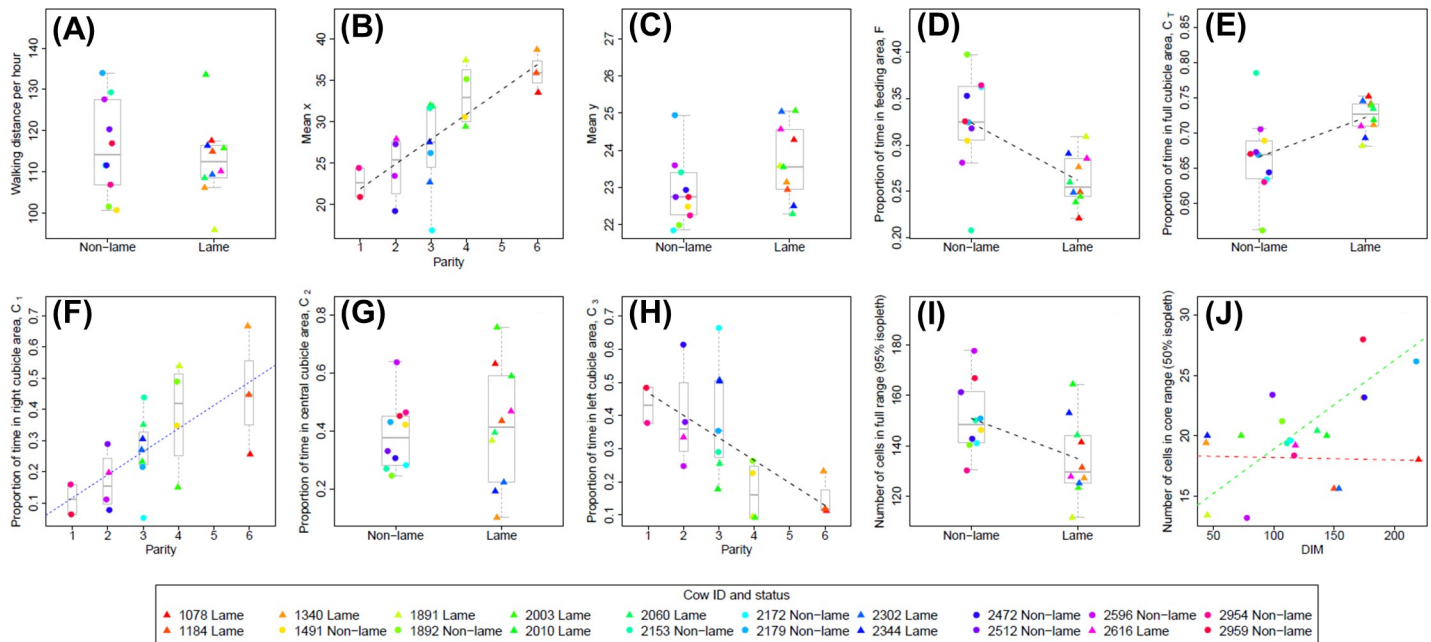 (A)
Walking distance per hour
140
130
120
110
100
Non-lame Lame
(B)
Mean x
40
35
30
25
20
1 2 3 4 5 6
Parity
(C)
Mean y
27
26
25
24
23
22
Non-lame Lame
(D)
Proportion of time in feeding area, F
0.40
0.35
0.30
0.25
0.20
Non-lame Lame
(E)
Proportion of time in full cubicle area, C T
0.85
0.80
0.75
0.70
0.65
0.60
Non-lame Lame
(F)
Proportion of time in right cubicle area, C 1
0.7
0.6
0.5
0.4
0.3
0.2
0.1
1 2 3 4 5 6
Parity
(G)
Proportion of time in central cubicle area, C 2
0.8
0.6
0.4
0.2
Non-lame Lame
(H)
Proportion of time in left cubicle area, C 3
0.7
0.6
0.5
0.4
0.3
0.2
0.1
1 2 3 4 5 6
Parity
(I)
Number of cells in full range (95% isopleth)
180
160
140
120
Non-lame Lame
(J)
Number of cells in core range (50% isopleth)
30
25
20
15
50 100 150 200
DIM
Cow ID and status
1078 Lame 1340 Lame 1891 Lame 2003 Lame 2060 Lame 2172 Non-lame 2302 Lame 2472 Non-lame 2596 Non-lame 2954 Non-lame
1184 Lame 1491 Non-lame 1892 Non-lame 2010 Lame 2153 Non-lame 2179 Non-lame 2344 Lame 2512 Non-lame 2616 Lame 2959 Non-lame